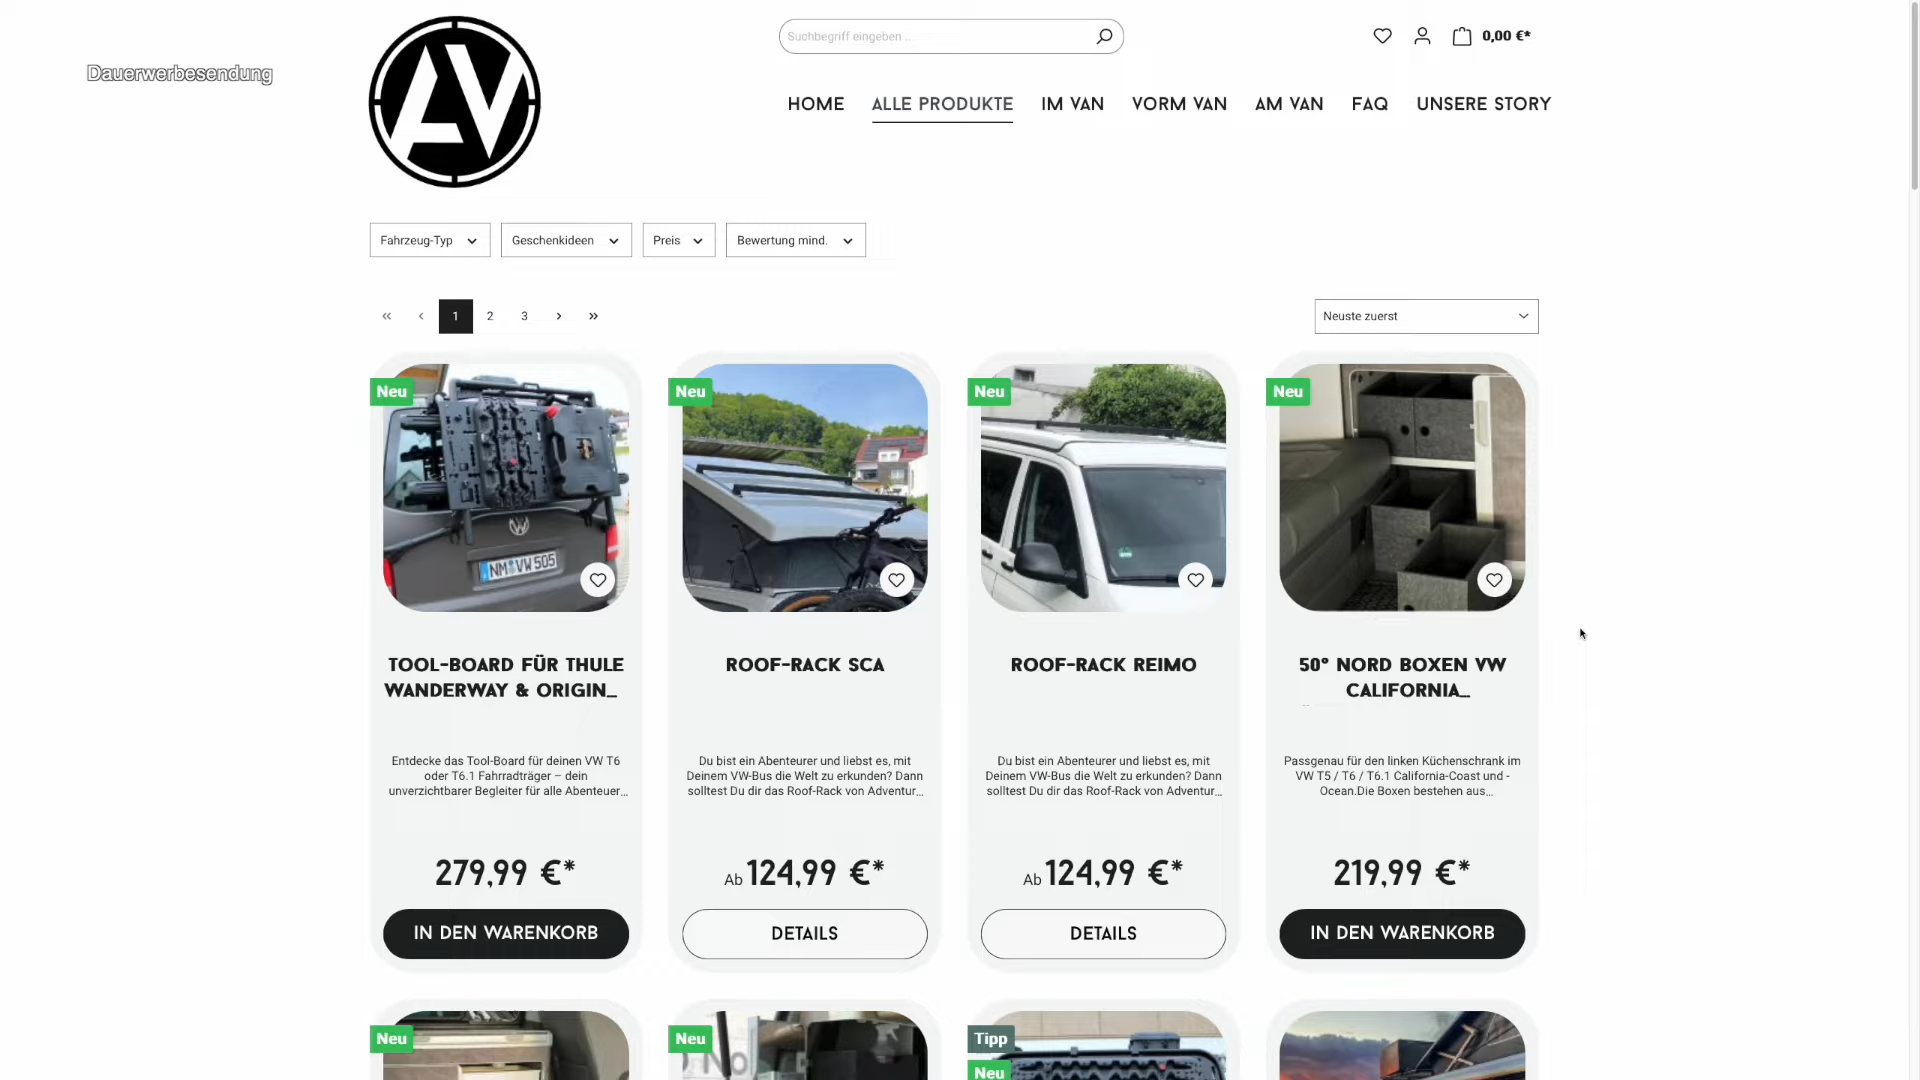 Dauerwerbesendung
AV
Suchbegriff eingeben ...
0,00 €*
HOME ALLE PRODUKTE IM VAN VORM VAN AM VAN FAQ UNSERE STORY
Fahrzeug-Typ Geschenkideen Preis Bewertung mind.
« ‹ 1 2 3 › »
Neuste zuerst
Neu
NM VW 505
TOOL-BOARD FÜR THULE
WANDERWAY & ORIGIN...
Entdecke das Tool-Board für deinen VW T6
oder T6.1 Fahrradträger – dein
unverzichtbarer Begleiter für alle Abenteuer...
279,99 €*
IN DEN WARENKORB
Neu
ROOF-RACK SCA
Du bist ein Abenteurer und liebst es, mit
Deinem VW-Bus die Welt zu erkunden? Dann
solltest Du dir das Roof-Rack von Adventur...
Ab 124,99 €*
DETAILS
Neu
ROOF-RACK REIMO
Du bist ein Abenteurer und liebst es, mit
Deinem VW-Bus die Welt zu erkunden? Dann
solltest Du dir das Roof-Rack von Adventur...
Ab 124,99 €*
DETAILS
Neu
50° NORD BOXEN VW
CALIFORNIA...
Passgenau für den linken Küchenschrank im
VW T5 / T6 / T6.1 California-Coast und -
Ocean.Die Boxen bestehen aus...
219,99 €*
IN DEN WARENKORB
Neu
Neu
Tipp
Neu